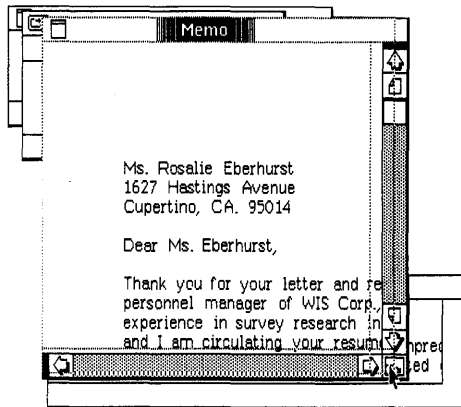 Memo
Ms. Rosalie Eberhurst
1627 Hastings Avenue
Cupertino, CA. 95014
Dear Ms. Eberhurst,
Thank you for your letter and re
personnel manager of WIS Corp.,
experience in survey research in
and I am circulating your resume